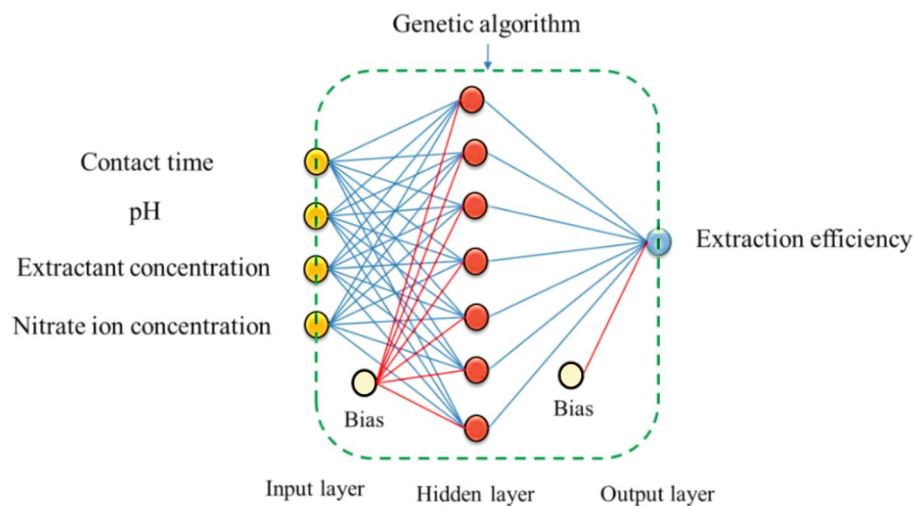 Genetic algorithm
Contact time
pH
Extractant concentration
Nitrate ion concentration
Extraction efficiency
Bias
Bias
Input layer
Hidden layer
Output layer